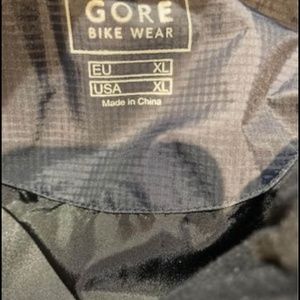 GORE
BIKE WEAR
EU XL
USA XL
Made in China